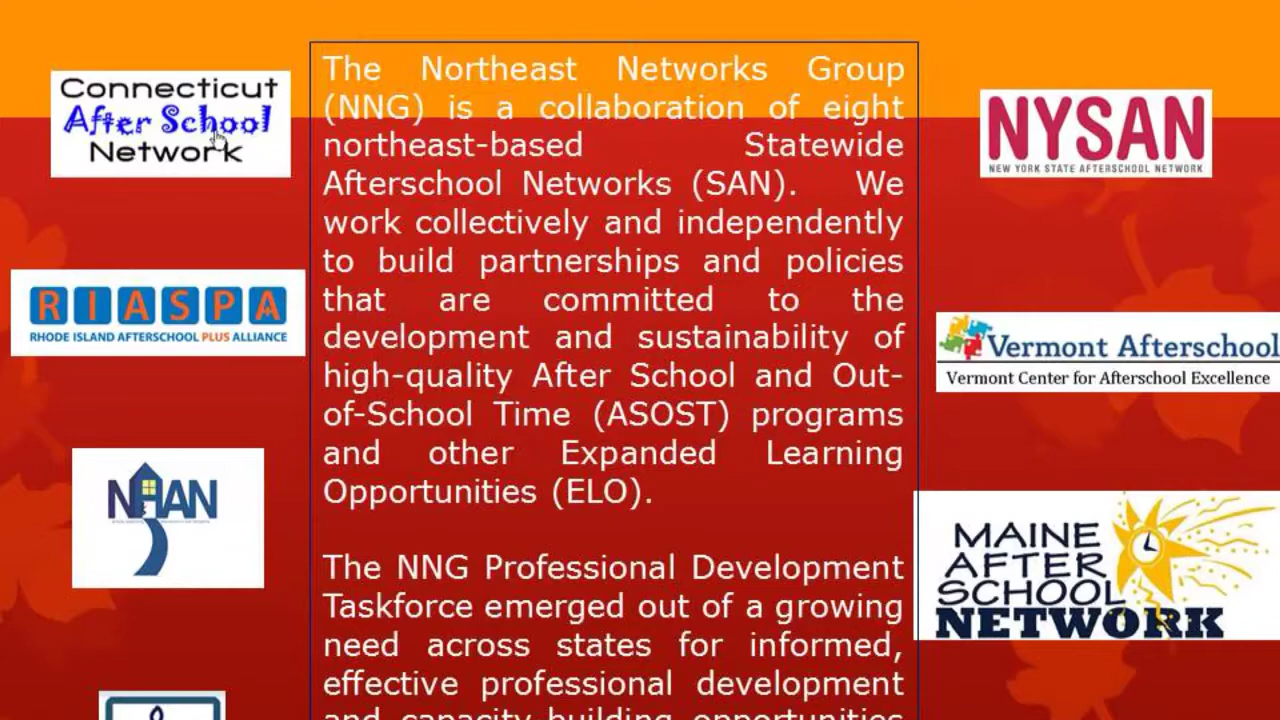 Connecticut
After School
Network
RIASPA
RHODE ISLAND AFTERSCHOOL PLUS ALLIANCE
NHAN
The Northeast Networks Group
(NNG) is a collaboration of eight
northeast-based Statewide
Afterschool Networks (SAN). We
work collectively and independently
to build partnerships and policies
that are committed to the
development and sustainability of
high-quality After School and Out-
of-School Time (ASOST) programs
and other Expanded Learning
Opportunities (ELO).
The NNG Professional Development
Taskforce emerged out of a growing
need across states for informed,
effective professional development
and capacity building opportunities
NYSAN
NEW YORK STATE AFTERSCHOOL NETWORK
Vermont Afterschool
Vermont Center for Afterschool Excellence
MAINE
AFTER
SCHOOL
NETWORK